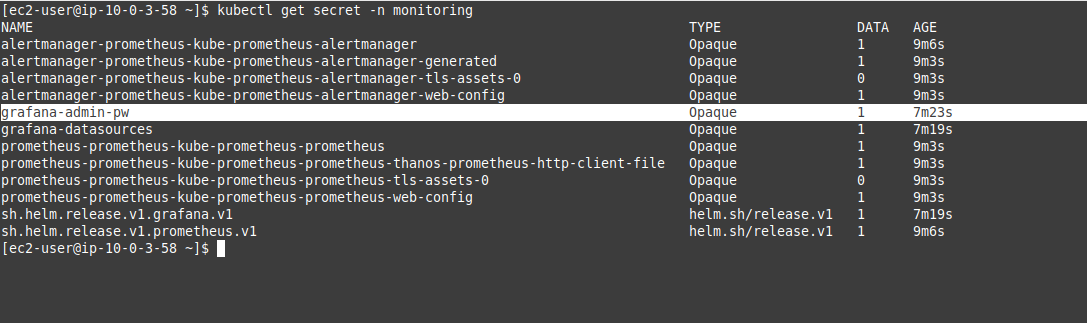 [ec2-user@ip-10-0-3-58 ~]$ kubectl get secret -n monitoring
NAME TYPE DATA AGE
alertmanager-prometheus-kube-prometheus-alertmanager Opaque 1 9m6s
alertmanager-prometheus-kube-prometheus-alertmanager-generated Opaque 1 9m3s
alertmanager-prometheus-kube-prometheus-alertmanager-tls-assets-0 Opaque 0 9m3s
alertmanager-prometheus-kube-prometheus-alertmanager-web-config Opaque 1 9m3s
grafana-admin-pw Opaque 1 7m23s
grafana-datasources Opaque 1 7m19s
prometheus-prometheus-kube-prometheus-prometheus Opaque 1 9m3s
prometheus-prometheus-kube-prometheus-prometheus-thanos-prometheus-http-client-file Opaque 1 9m3s
prometheus-prometheus-kube-prometheus-prometheus-tls-assets-0 Opaque 0 9m3s
prometheus-prometheus-kube-prometheus-prometheus-web-config Opaque 1 9m3s
sh.helm.release.v1.grafana.v1 helm.sh/release.v1 1 7m19s
sh.helm.release.v1.prometheus.v1 helm.sh/release.v1 1 9m6s
[ec2-user@ip-10-0-3-58 ~]$